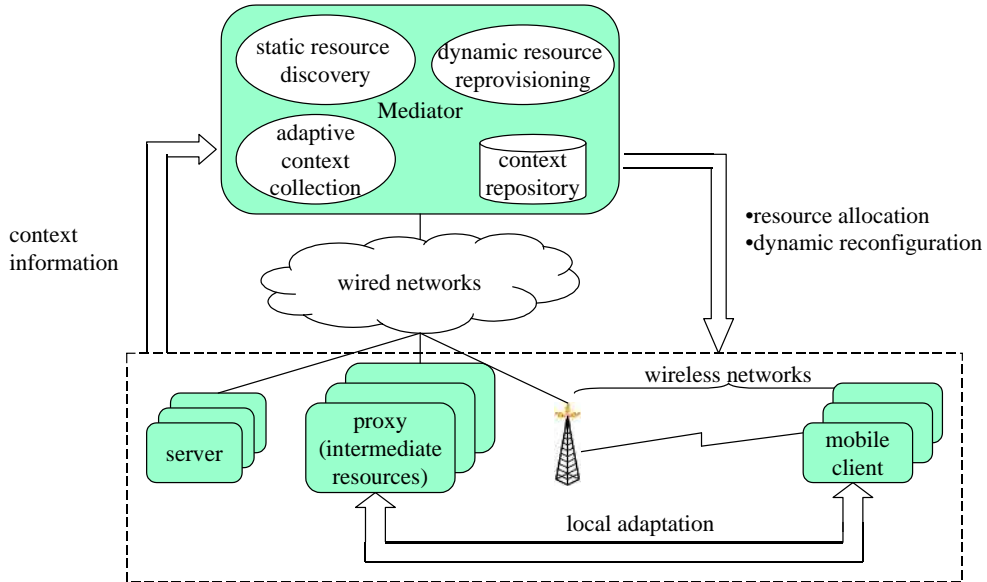 static resource
discovery
dynamic resource
reprovisioning
Mediator
adaptive
context
collection
context
repository
context
information
•resource allocation
•dynamic reconfiguration
wired networks
wireless networks
server
proxy
(intermediate
resources)
mobile
client
local adaptation